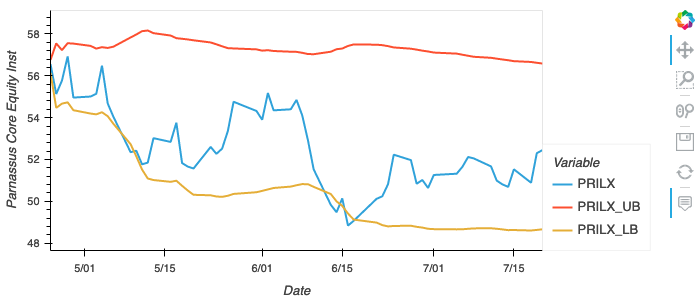 Parnassus Core Equity Inst
58
56
54
52
50
48
5/01
5/15
6/01
6/15
7/01
7/15
Date
Variable
PRILX
PRILX_UB
PRILX_LB